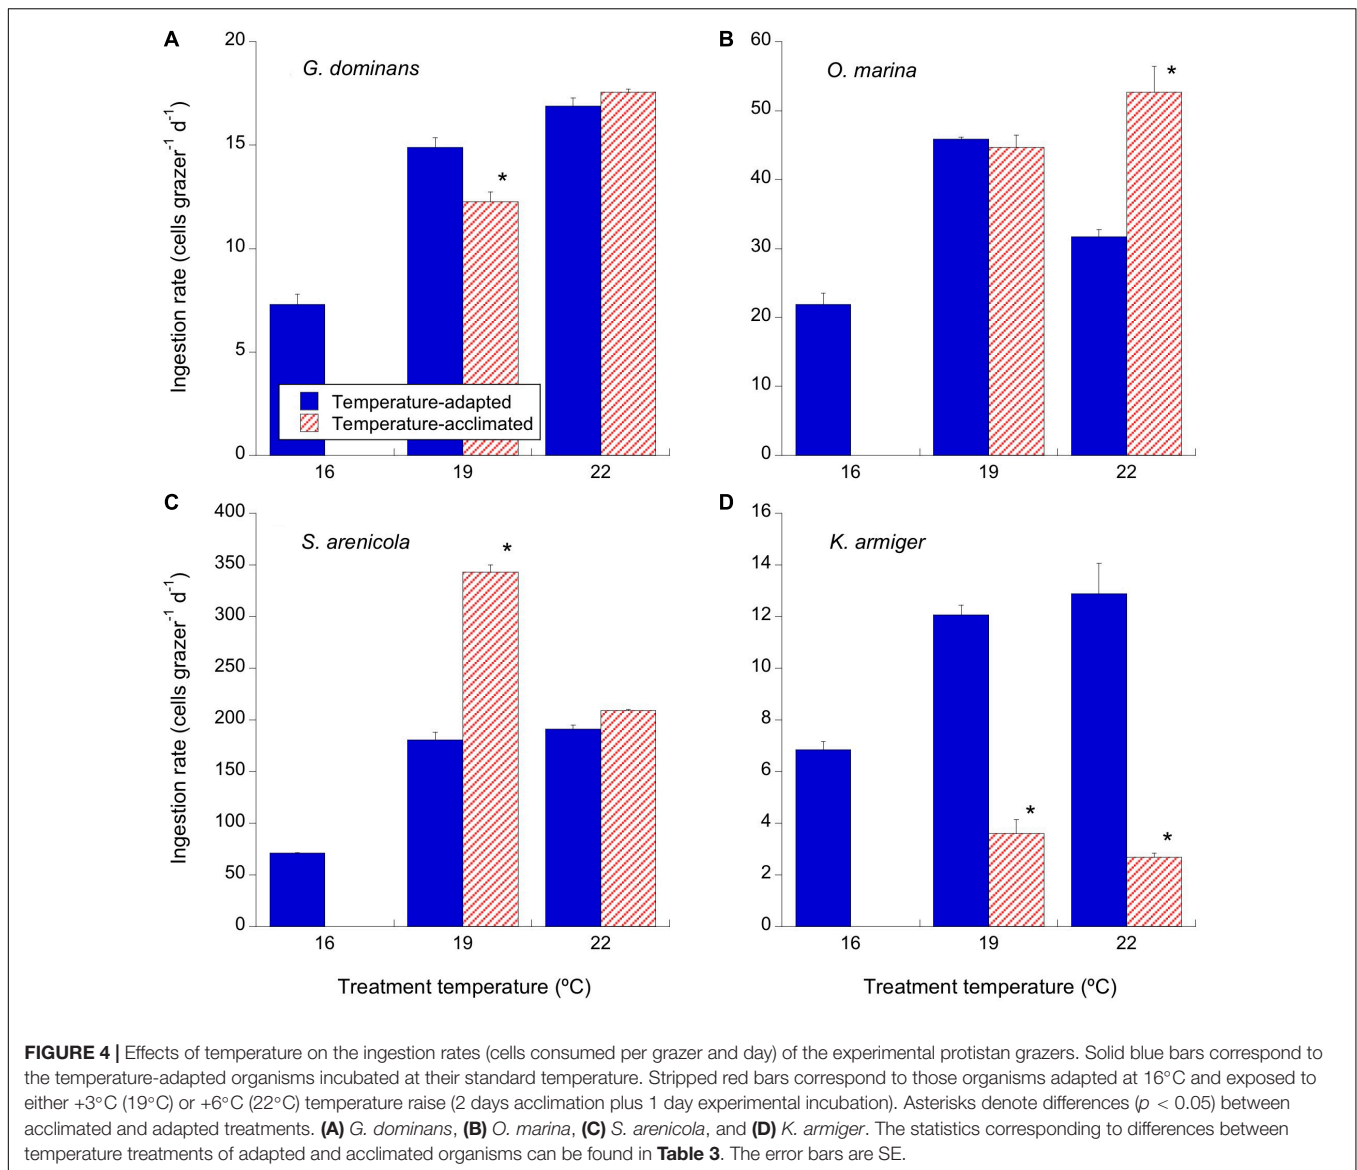 A
G. dominans
20
15
10
5
0
Ingestion rate (cells grazer-1 d-1)
Temperature-adapted
Temperature-acclimated
16 19 22
B
O. marina
60
50
40
30
20
10
0
*
*
16 19 22
C
S. arenicola
400
350
300
250
200
150
100
50
0
Ingestion rate (cells grazer-1 d-1)
*
16 19 22
Treatment temperature (ºC)
D
K. armiger
16
14
12
10
8
6
4
2
0
*
*
16 19 22
Treatment temperature (ºC)
FIGURE 4 | Effects of temperature on the ingestion rates (cells consumed per grazer and day) of the experimental protistan grazers. Solid blue bars correspond to
the temperature-adapted organisms incubated at their standard temperature. Stripped red bars correspond to those organisms adapted at 16°C and exposed to
either +3°C (19°C) or +6°C (22°C) temperature raise (2 days acclimation plus 1 day experimental incubation). Asterisks denote differences (p < 0.05) between
acclimated and adapted treatments. (A) G. dominans, (B) O. marina, (C) S. arenicola, and (D) K. armiger. The statistics corresponding to differences between
temperature treatments of adapted and acclimated organisms can be found in Table 3. The error bars are SE.